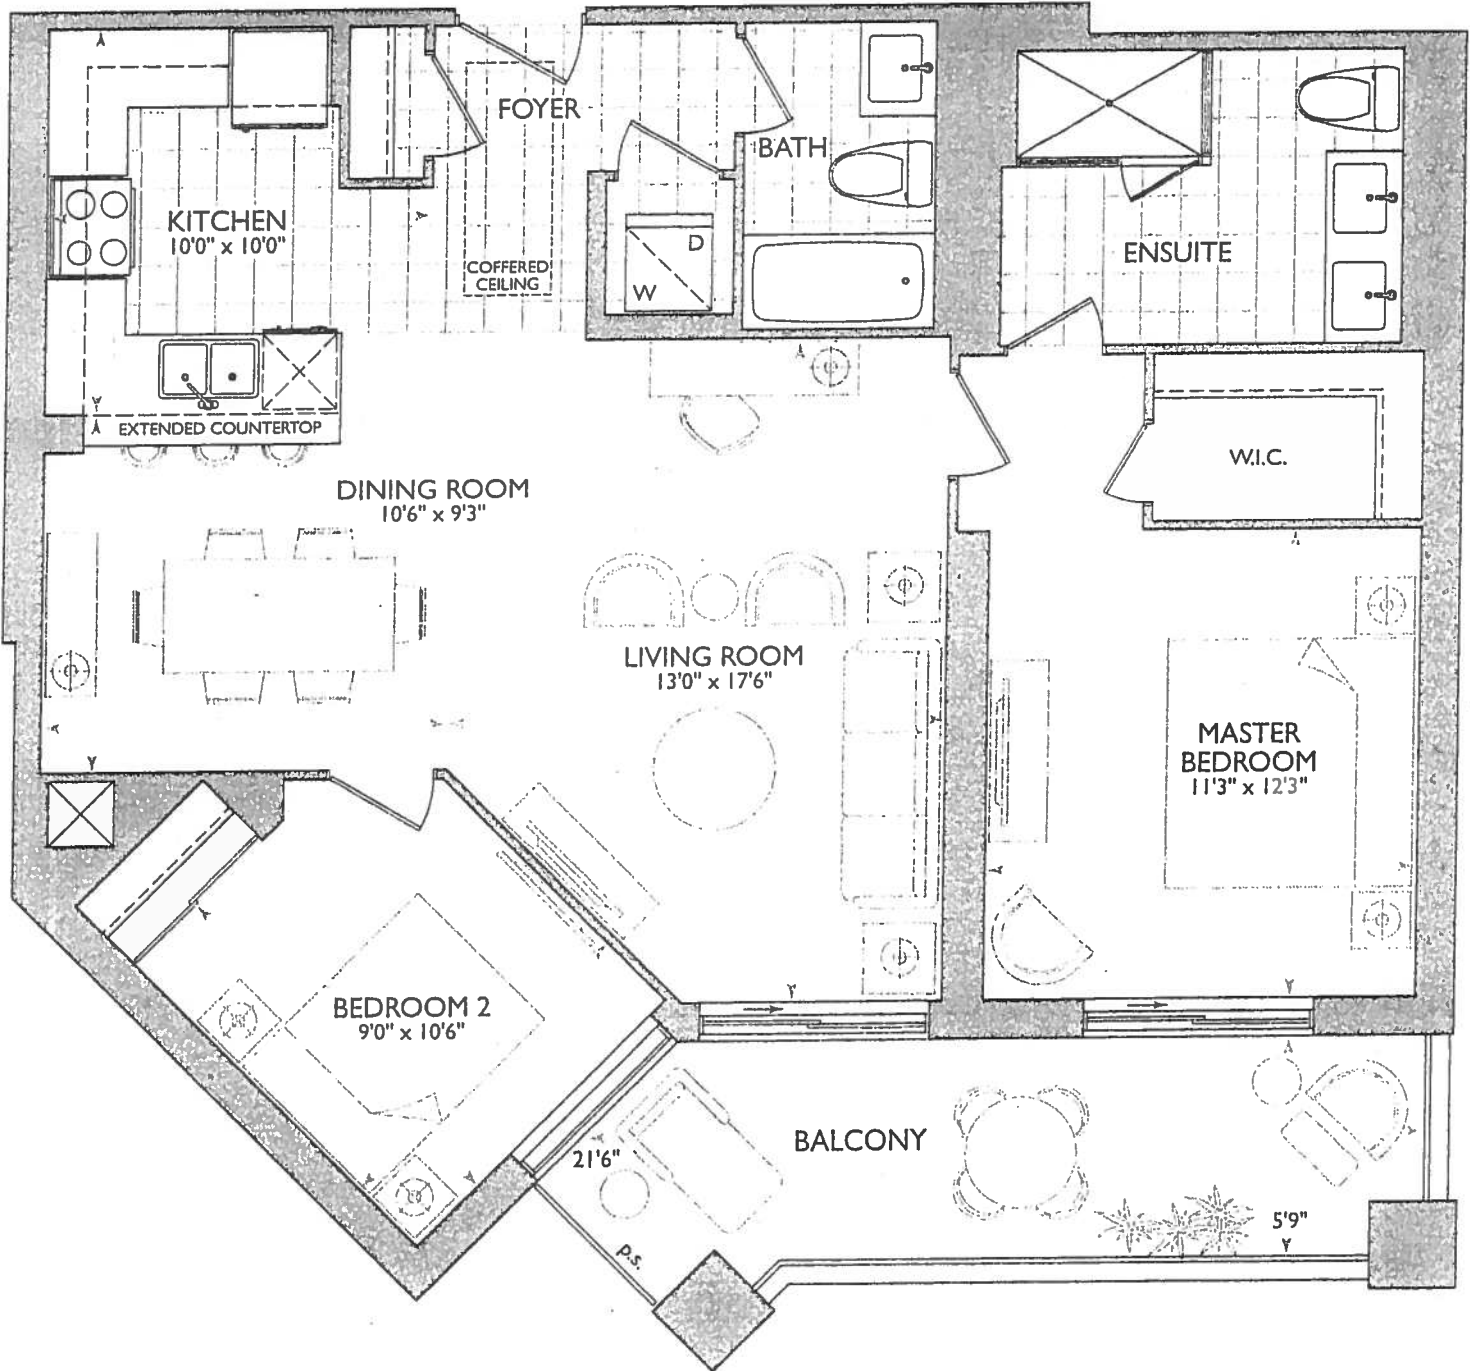 FOYER
BATH
KITCHEN
10'0" x 10'0"
COFFERED
CEILING
D
W
ENSUITE
EXTENDED COUNTERTOP
W.I.C.
DINING ROOM
10'6" x 9'3"
LIVING ROOM
13'0" x 17'6"
MASTER
BEDROOM
11'3" x 12'3"
BEDROOM 2
9'0" x 10'6"
BALCONY
21'6"
5'9"
p.s.